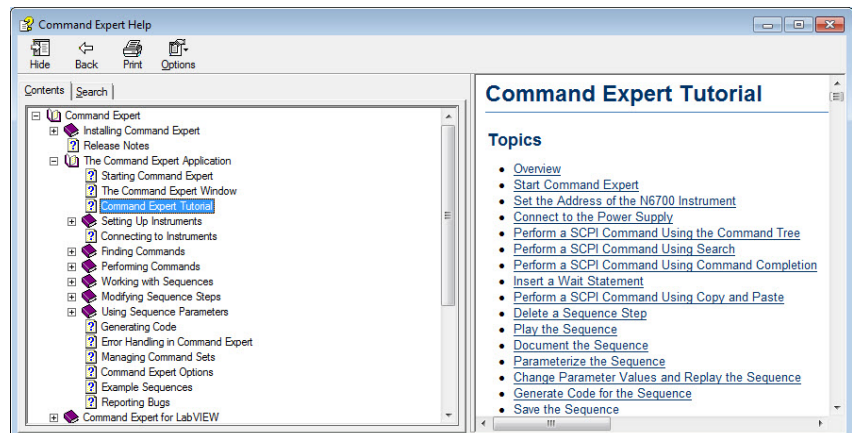 Command Expert Help
Hide Back Print Options
Contents Search
Command Expert
Installing Command Expert
Release Notes
The Command Expert Application
Starting Command Expert
The Command Expert Window
Command Expert Tutorial
Setting Up Instruments
Connecting to Instruments
Finding Commands
Performing Commands
Working with Sequences
Modifying Sequence Steps
Using Sequence Parameters
Generating Code
Error Handling in Command Expert
Managing Command Sets
Command Expert Options
Example Sequences
Reporting Bugs
Command Expert for LabVIEW
Command Expert Tutorial
Topics
Overview
Start Command Expert
Set the Address of the N6700 Instrument
Connect to the Power Supply
Perform a SCPI Command Using the Command Tree
Perform a SCPI Command Using Search
Perform a SCPI Command Using Command Completion
Insert a Wait Statement
Perform a SCPI Command Using Copy and Paste
Delete a Sequence Step
Play the Sequence
Document the Sequence
Parameterize the Sequence
Change Parameter Values and Replay the Sequence
Generate Code for the Sequence
Save the Sequence